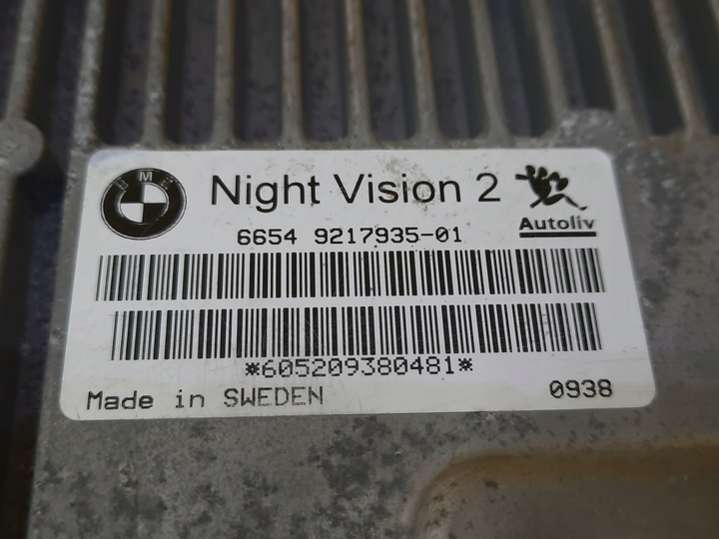 BMW Night Vision 2
Autoliv
6654 9217935-01
*605209380481*
Made in SWEDEN 0938